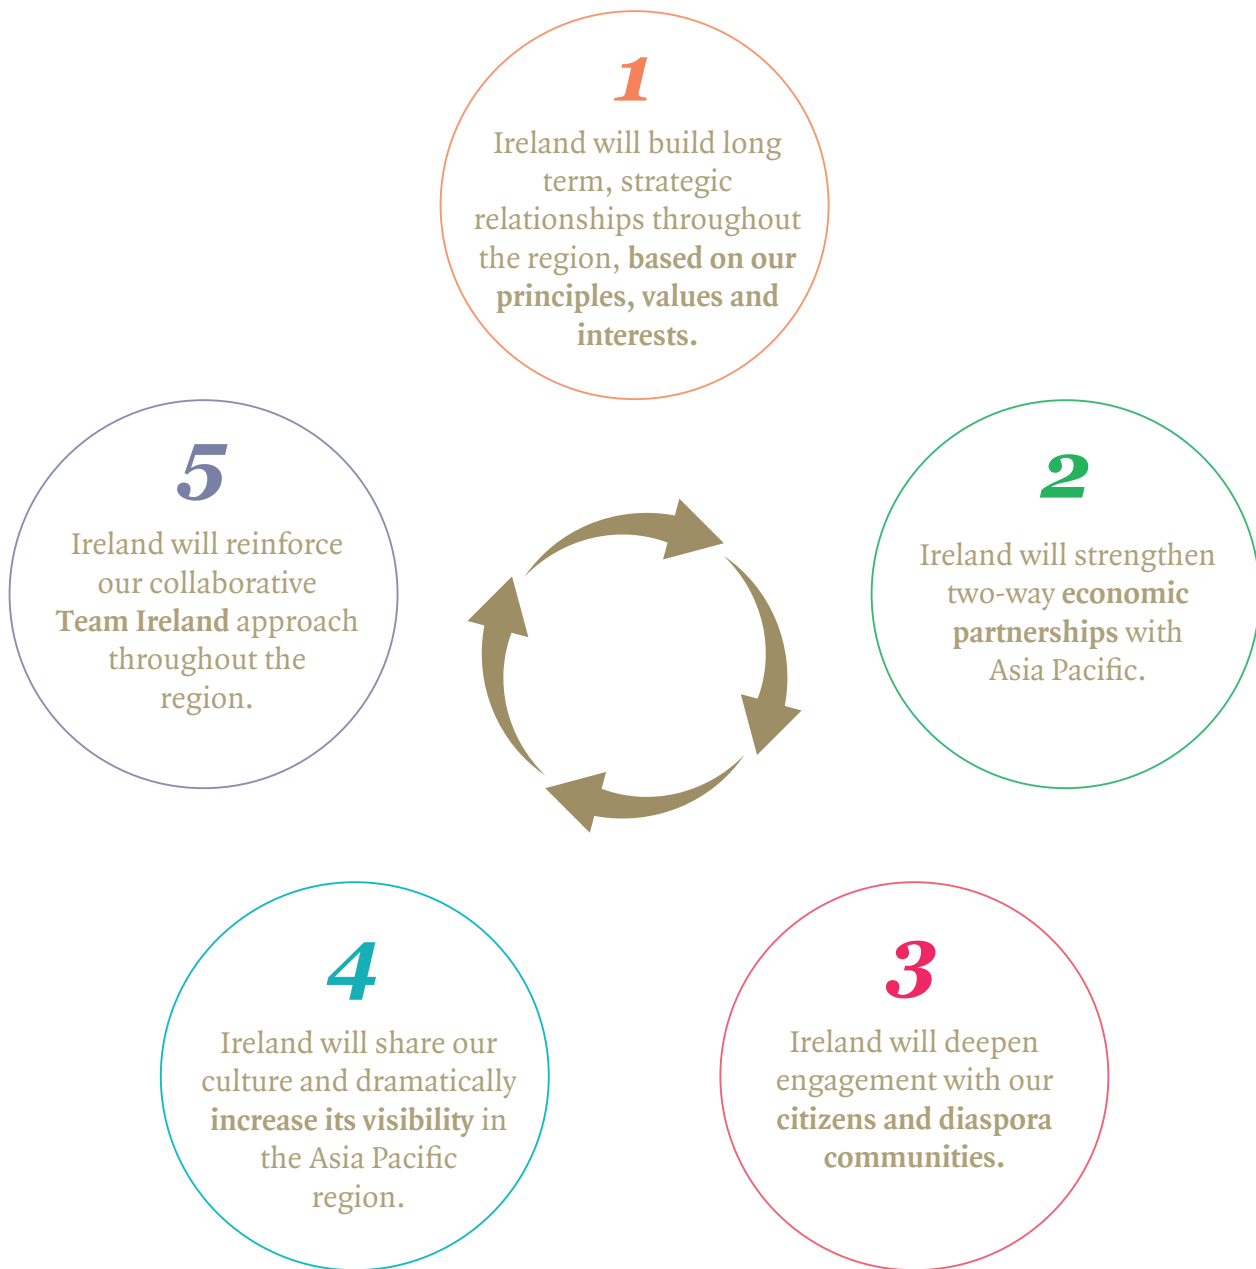 1
Ireland will build long
term, strategic
relationships throughout
the region, based on our
principles, values and
interests.
2
Ireland will strengthen
two-way economic
partnerships with
Asia Pacific.
3
Ireland will deepen
engagement with our
citizens and diaspora
communities.
4
Ireland will share our
culture and dramatically
increase its visibility in
the Asia Pacific
region.
5
Ireland will reinforce
our collaborative
Team Ireland approach
throughout the
region.